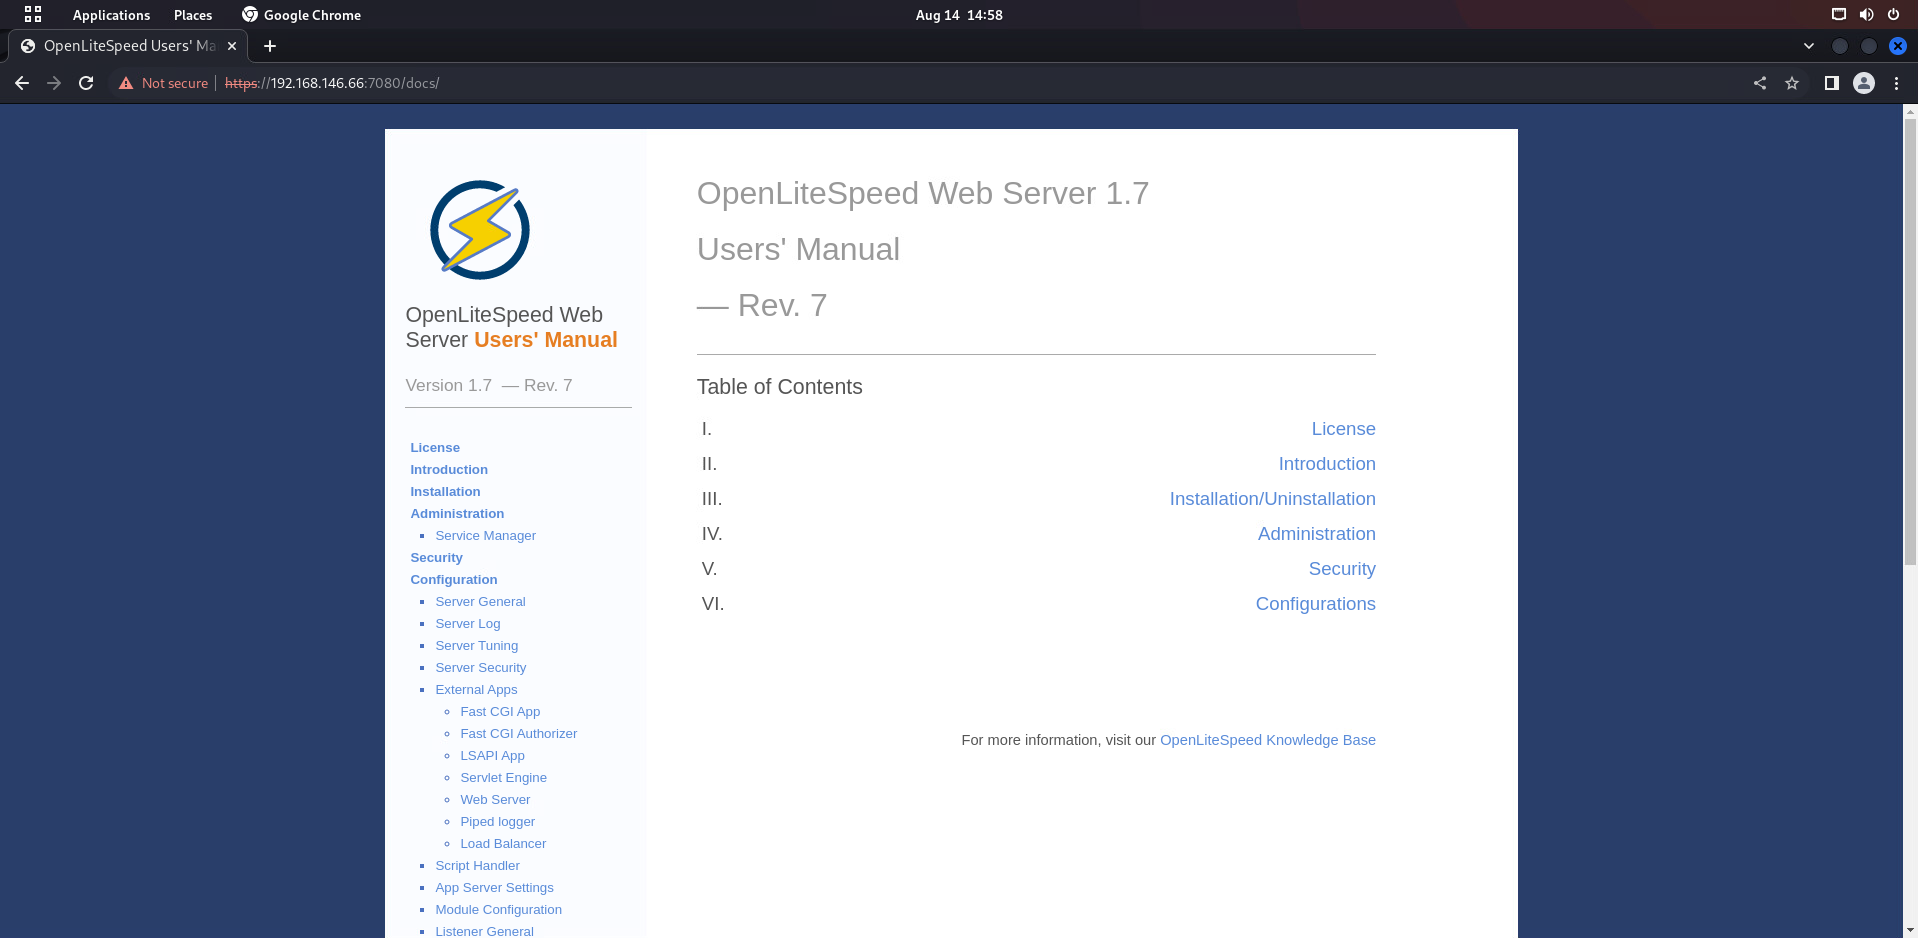 Applications Places Google Chrome Aug 14 14:58
OpenLiteSpeed Users' Ma
Not secure https://192.168.146.66:7080/docs/
OpenLiteSpeed Web
Server Users' Manual
Version 1.7 — Rev. 7
License
Introduction
Installation
Administration
Service Manager
Security
Configuration
Server General
Server Log
Server Tuning
Server Security
External Apps
Fast CGI App
Fast CGI Authorizer
LSAPI App
Servlet Engine
Web Server
Piped logger
Load Balancer
Script Handler
App Server Settings
Module Configuration
Listener General
OpenLiteSpeed Web Server 1.7
Users' Manual
— Rev. 7
Table of Contents
I. License
II. Introduction
III. Installation/Uninstallation
IV. Administration
V. Security
VI. Configurations
For more information, visit our OpenLiteSpeed Knowledge Base